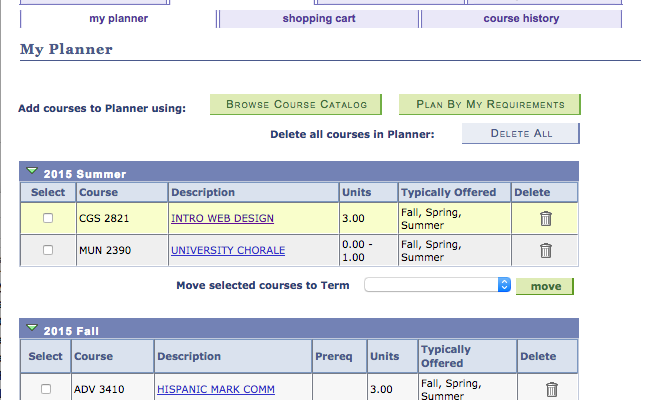 my planner shopping cart course history
My Planner
Add courses to Planner using: BROWSE COURSE CATALOG PLAN BY MY REQUIREMENTS
Delete all courses in Planner: DELETE ALL
2015 Summer
Select Course Description Units Typically Offered Delete
CGS 2821 INTRO WEB DESIGN 3.00 Fall, Spring, Summer
MUN 2390 UNIVERSITY CHORALE 0.00 - 1.00 Fall, Spring, Summer
Move selected courses to Term move
2015 Fall
Select Course Description Prereq Units Typically Offered Delete
ADV 3410 HISPANIC MARK COMM 3.00 Fall, Spring, Summer